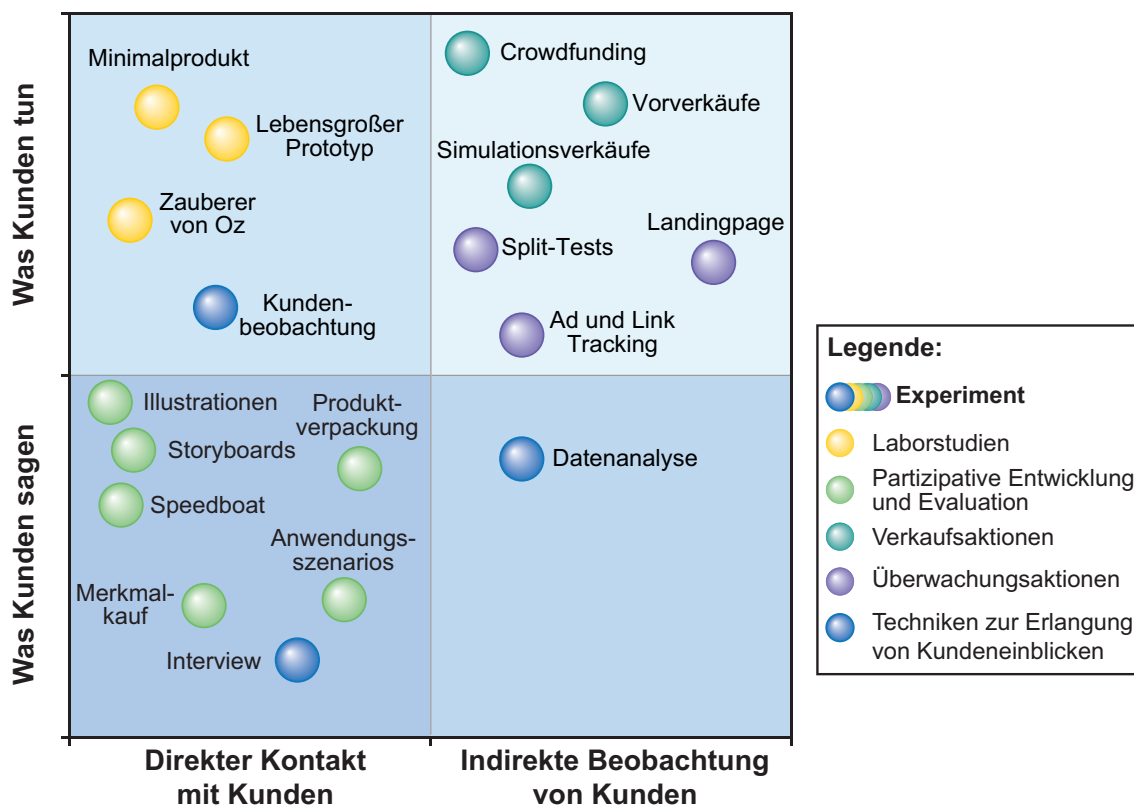 Was Kunden tun
Minimalprodukt
Lebensgroßer
Prototyp
Zauberer
von Oz
Kunden-
beobachtung
Crowdfunding
Vorverkäufe
Simulationsverkäufe
Landingpage
Split-Tests
Ad und Link
Tracking
Was Kunden sagen
Illustrationen
Produkt-
verpackung
Storyboards
Speedboat
Anwendungs-
szenarios
Merkmal-
kauf
Interview
Datenanalyse
Direkter Kontakt
mit Kunden
Indirekte Beobachtung
von Kunden
Legende:
Experiment
Laborstudien
Partizipative Entwicklung
und Evaluation
Verkaufsaktionen
Überwachungsaktionen
Techniken zur Erlangung
von Kundeneinblicken